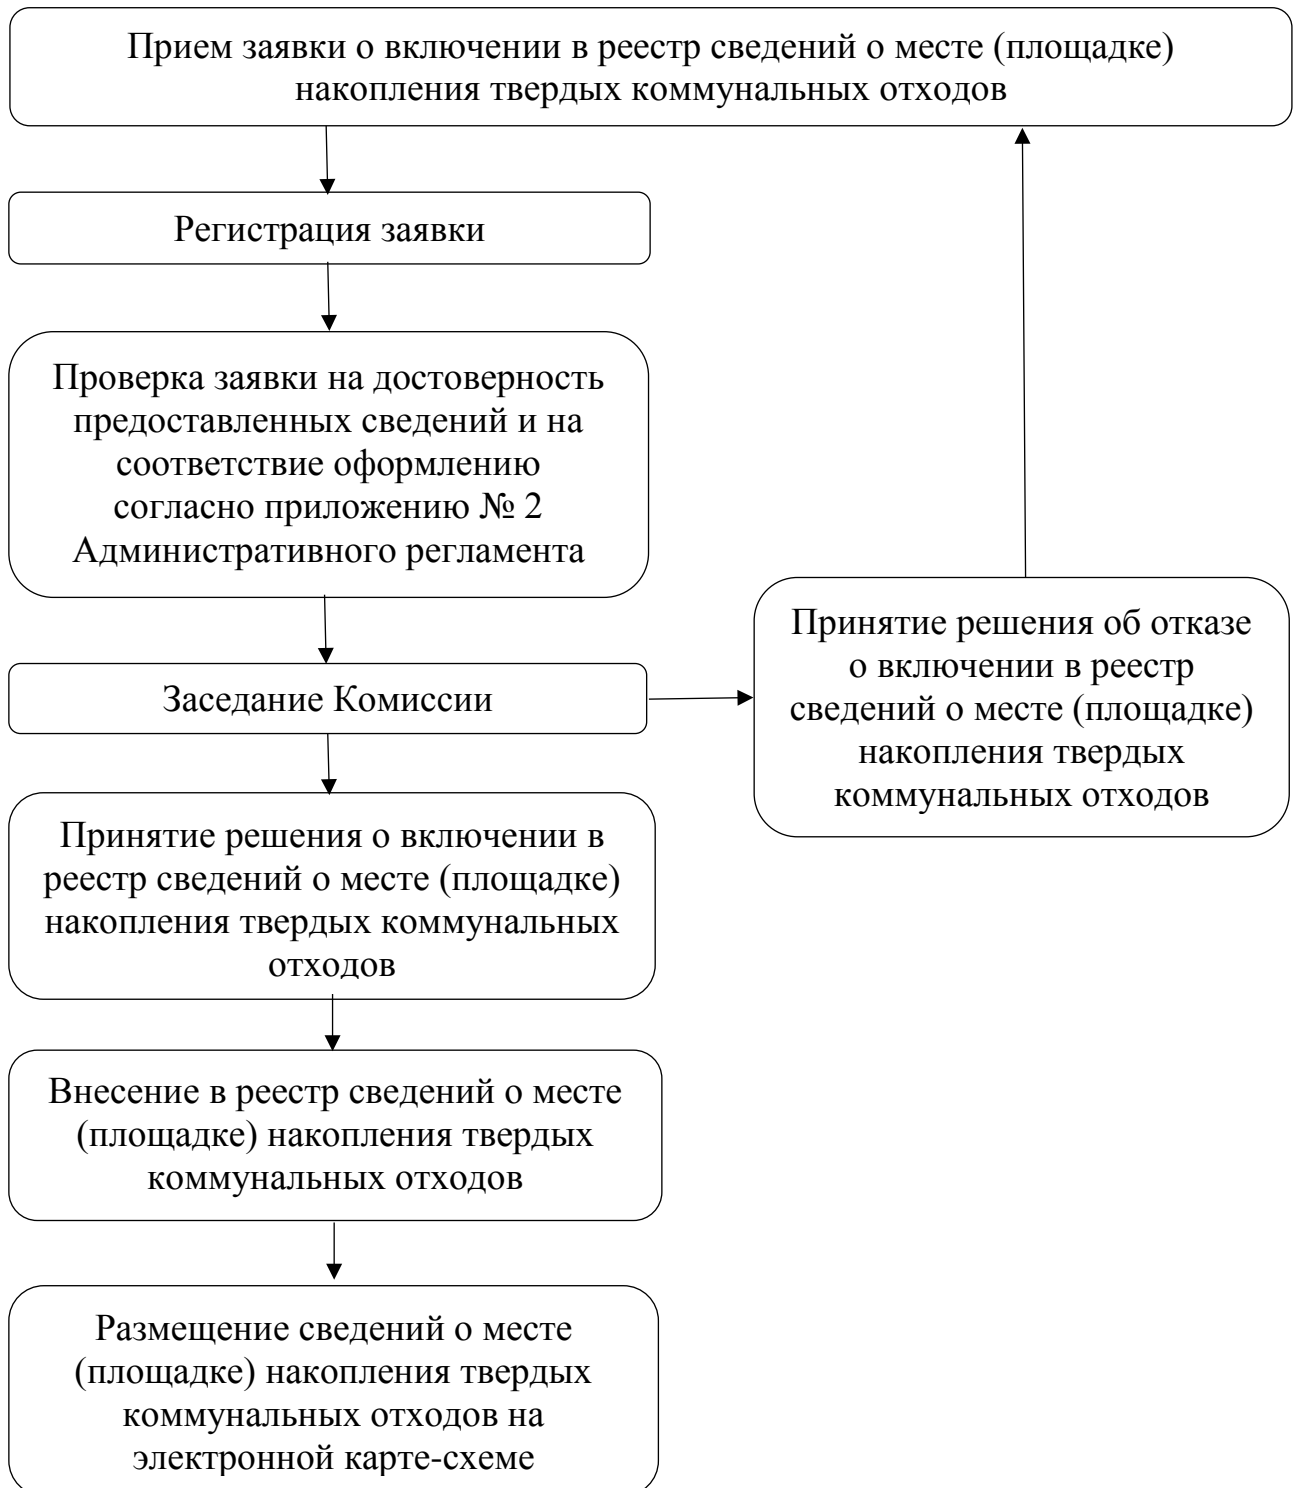 Прием заявки о включении в реестр сведений о месте (площадке)
накопления твердых коммунальных отходов
Регистрация заявки
Проверка заявки на достоверность
предоставленных сведений и на
соответствие оформлению
согласно приложению № 2
Административного регламента
Заседание Комиссии
Принятие решения об отказе
о включении в реестр
сведений о месте (площадке)
накопления твердых
коммунальных отходов
Принятие решения о включении в
реестр сведений о месте (площадке)
накопления твердых коммунальных
отходов
Внесение в реестр сведений о месте
(площадке) накопления твердых
коммунальных отходов
Размещение сведений о месте
(площадке) накопления твердых
коммунальных отходов на
электронной карте-схеме